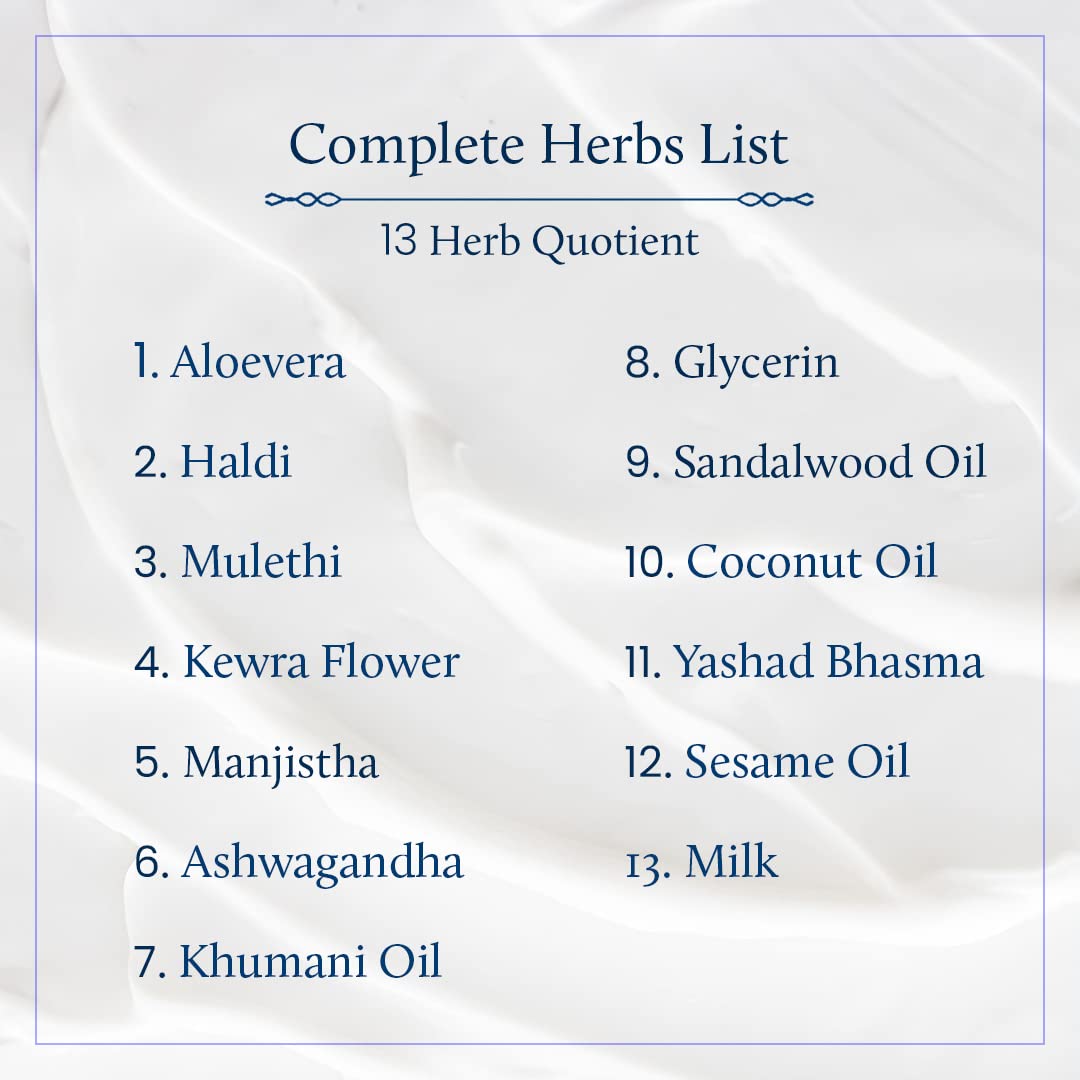 Complete Herbs List
13 Herb Quotient
1. Aloevera
2. Haldi
3. Mulethi
4. Kewra Flower
5. Manjistha
6. Ashwagandha
7. Khumani Oil
8. Glycerin
9. Sandalwood Oil
10. Coconut Oil
11. Yashad Bhasma
12. Sesame Oil
13. Milk